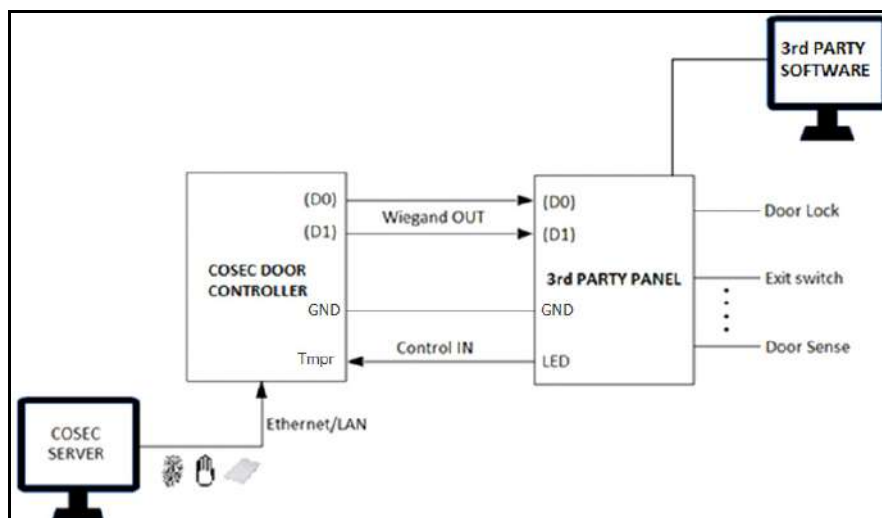 3rd PARTY
SOFTWARE
(D0)
(D0)
Door Lock
Wiegand OUT
(D1)
(D1)
COSEC DOOR
CONTROLLER
3rd PARTY PANEL
Exit switch
GND
GND
Control IN
Door Sense
Tmpr
LED
Ethernet/LAN
COSEC
SERVER